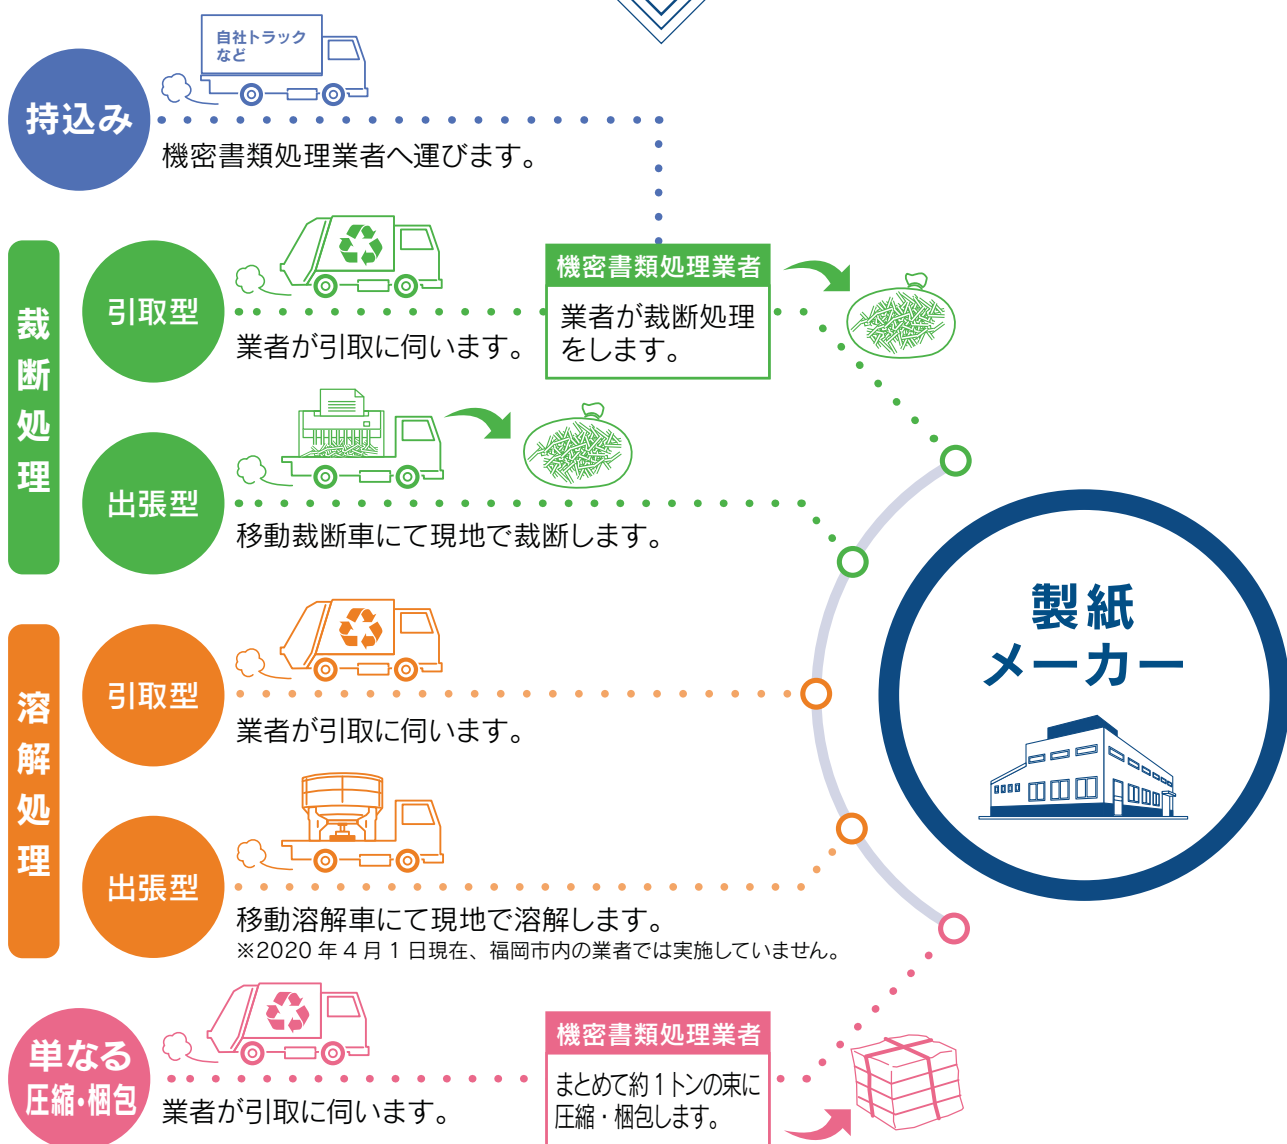 自社トラック
など
持込み
機密書類処理業者へ運びます。
裁断処理
引取型
業者が引取に伺います。
機密書類処理業者
業者が裁断処理
をします。
出張型
移動裁断車にて現地で裁断します。
溶解処理
引取型
業者が引取に伺います。
出張型
移動溶解車にて現地で溶解します。
※2020年4月1日現在、福岡市内の業者では実施していません。
製紙
メーカー
単なる
圧縮・梱包
業者が引取に伺います。
機密書類処理業者
まとめて約1トンの束に
圧縮・梱包します。